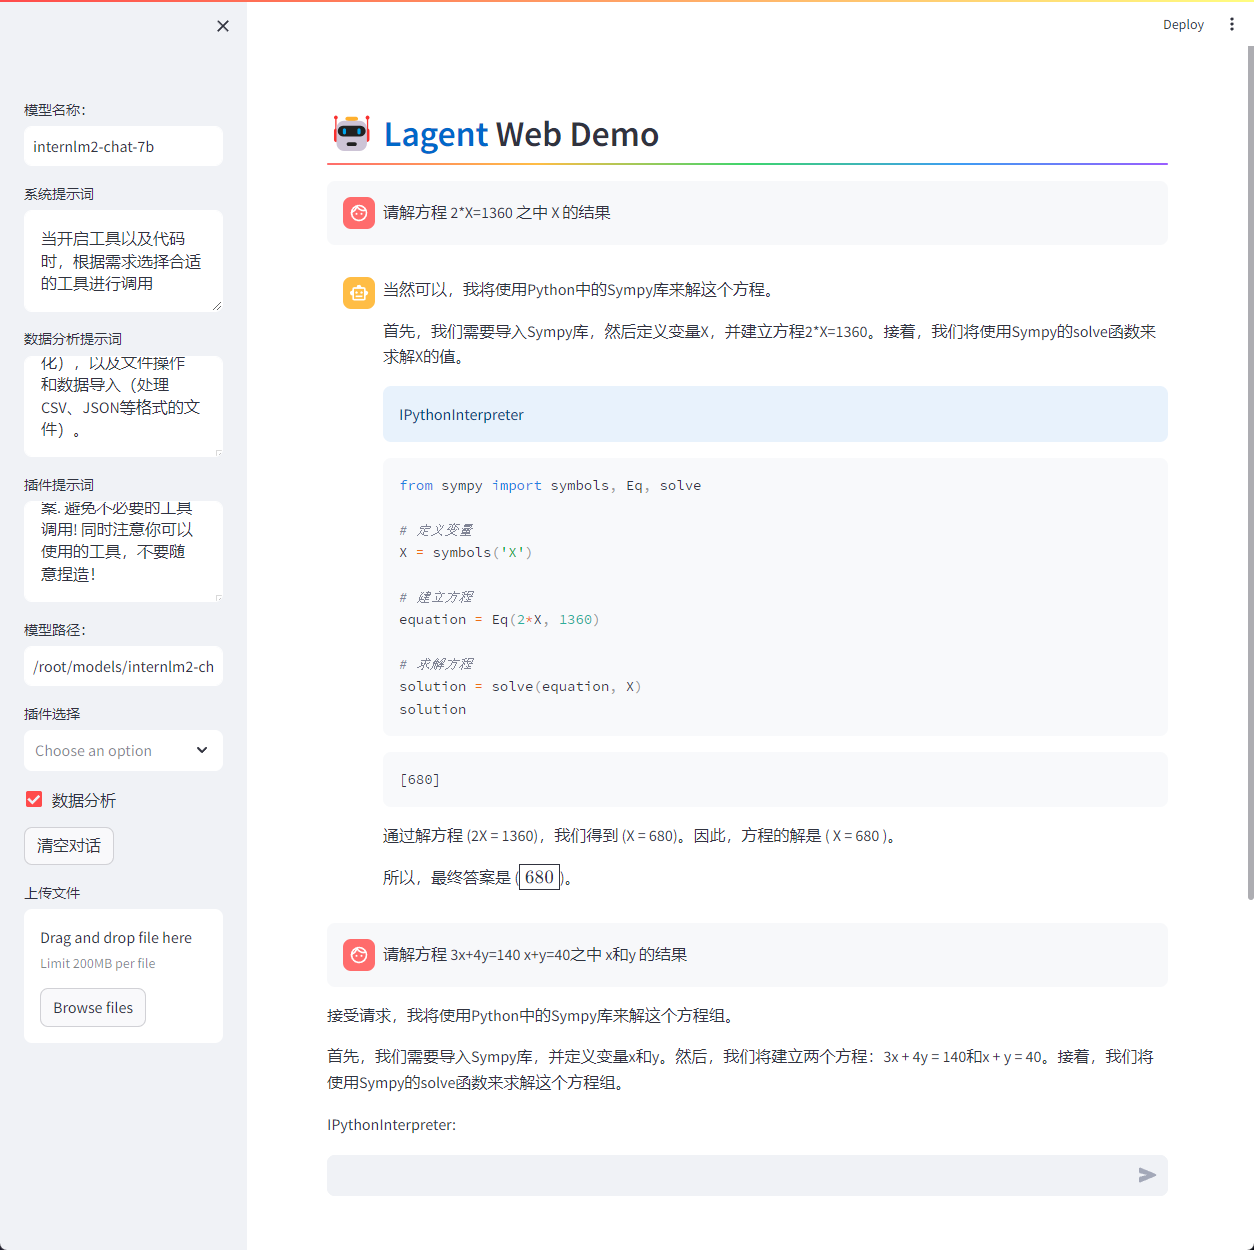 Deploy
模型名称：
internlm2-chat-7b
系统提示词
当开启工具以及代码
时，根据需求选择合适
的工具进行调用
数据分析提示词
化），以及文件操作
和数据导入（处理
CSV、JSON等格式的文
件）。
插件提示词
案. 避免不必要的工具
调用! 同时注意你可以
使用的工具，不要随
意捏造！
模型路径：
/root/models/internlm2-ch
插件选择
Choose an option
数据分析
清空对话
上传文件
Drag and drop file here
Limit 200MB per file
Browse files
Lagent Web Demo
请解方程 2*X=1360 之中 X 的结果
当然可以，我将使用Python中的Sympy库来解这个方程。
首先，我们需要导入Sympy库，然后定义变量X，并建立方程2*X=1360。接着，我们将使用Sympy的solve函数来
求解X的值。
IPythonInterpreter
from sympy import symbols, Eq, solve
# 定义变量
X = symbols('X')
# 建立方程
equation = Eq(2*X, 1360)
# 求解方程
solution = solve(equation, X)
solution
[680]
通过解方程 (2X = 1360)，我们得到 (X = 680)。因此，方程的解是 ( X = 680 )。
所以，最终答案是 (680)。
请解方程 3x+4y=140 x+y=40之中 x和y 的结果
接受请求，我将使用Python中的Sympy库来解这个方程组。
首先，我们需要导入Sympy库，并定义变量x和y。然后，我们将建立两个方程：3x + 4y = 140和x + y = 40。接着，我们将
使用Sympy的solve函数来求解这个方程组。
IPythonInterpreter: